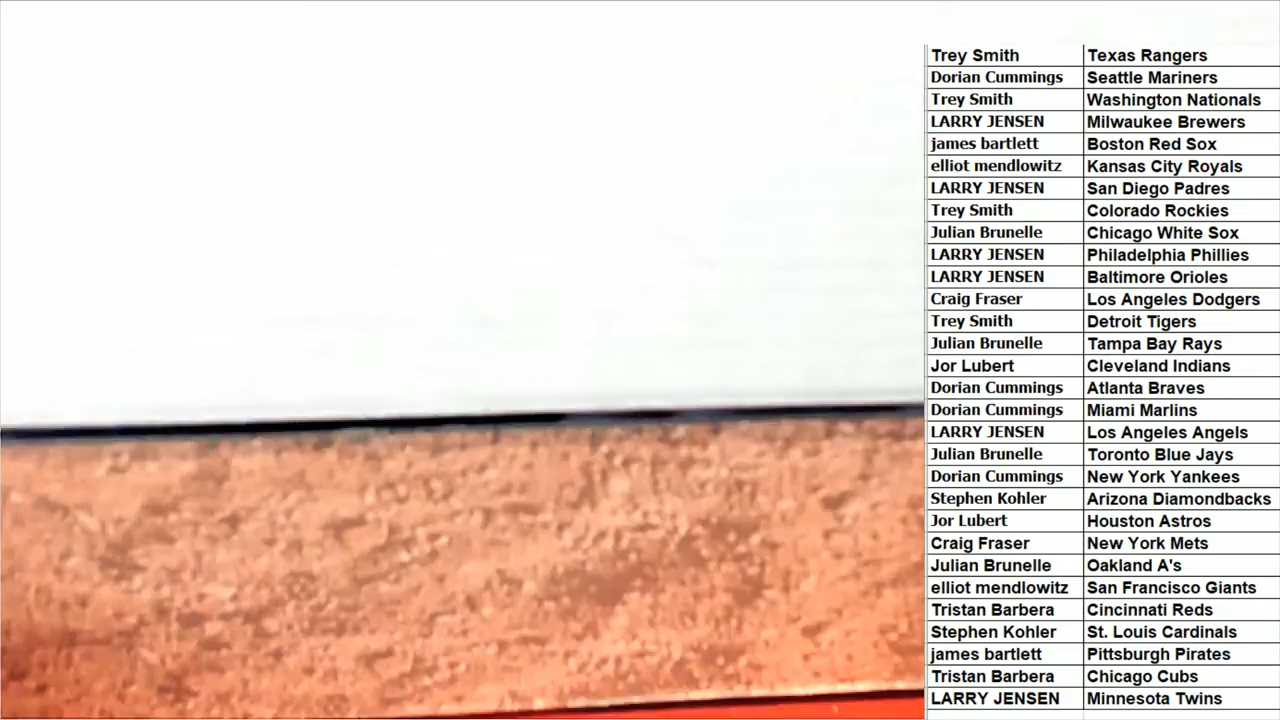 Trey Smith Texas Rangers
Dorian Cummings Seattle Mariners
Trey Smith Washington Nationals
LARRY JENSEN Milwaukee Brewers
james bartlett Boston Red Sox
elliot mendlowitz Kansas City Royals
LARRY JENSEN San Diego Padres
Trey Smith Colorado Rockies
Julian Brunelle Chicago White Sox
LARRY JENSEN Philadelphia Phillies
LARRY JENSEN Baltimore Orioles
Craig Fraser Los Angeles Dodgers
Trey Smith Detroit Tigers
Julian Brunelle Tampa Bay Rays
Jor Lubert Cleveland Indians
Dorian Cummings Atlanta Braves
Dorian Cummings Miami Marlins
LARRY JENSEN Los Angeles Angels
Julian Brunelle Toronto Blue Jays
Dorian Cummings New York Yankees
Stephen Kohler Arizona Diamondbacks
Jor Lubert Houston Astros
Craig Fraser New York Mets
Julian Brunelle Oakland A's
elliot mendlowitz San Francisco Giants
Tristan Barbera Cincinnati Reds
Stephen Kohler St. Louis Cardinals
james bartlett Pittsburgh Pirates
Tristan Barbera Chicago Cubs
LARRY JENSEN Minnesota Twins